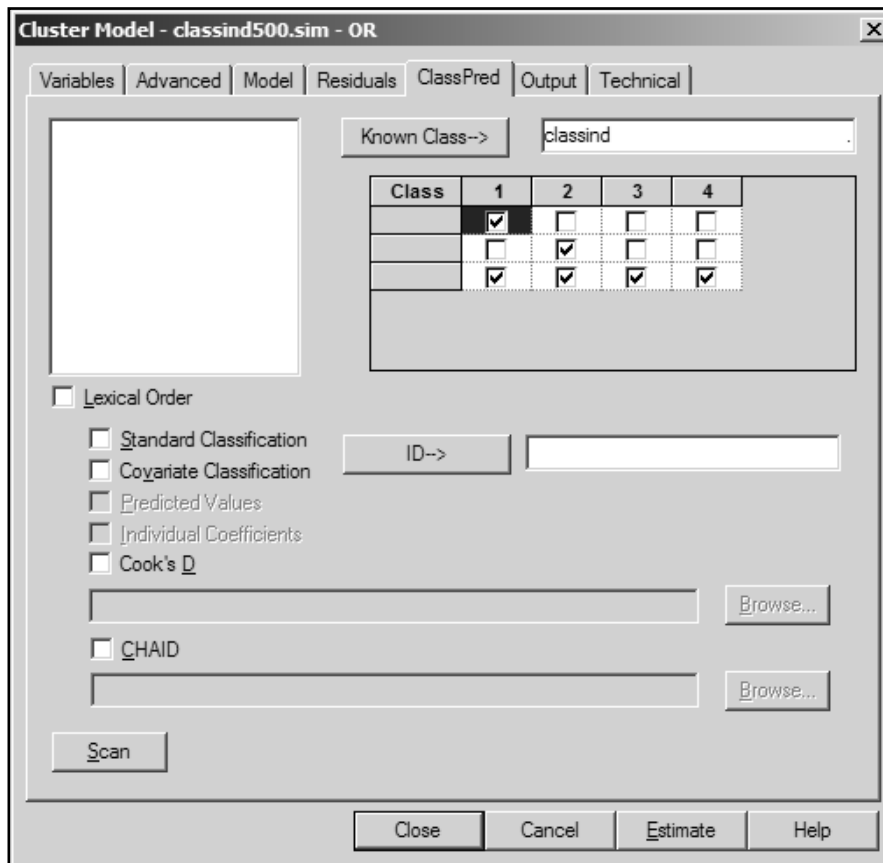 Cluster Model - classind500.sim - OR
Variables Advanced Model Residuals ClassPred Output Technical
Known Class--> classind .
Class 1 2 3 4
Lexical Order
Standard Classification
ID-->
Covariate Classification
Predicted Values
Individual Coefficients
Cook's D
Browse...
CHAID
Browse...
Scan
Close Cancel Estimate Help